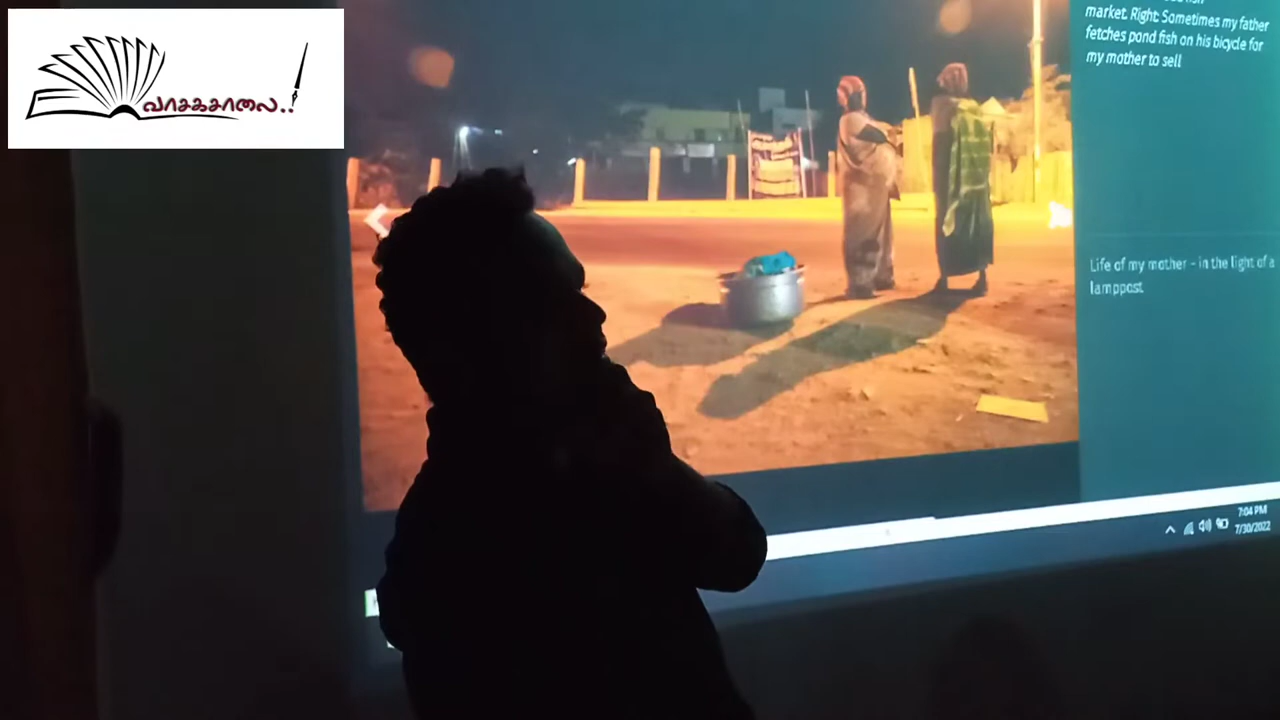 வாசகசாலை..!
market. Right: Sometimes my father
fetches pond fish on his bicycle for
my mother to sell
Life of my mother - in the light of a
lamppost
7:04 PM
7/30/2022